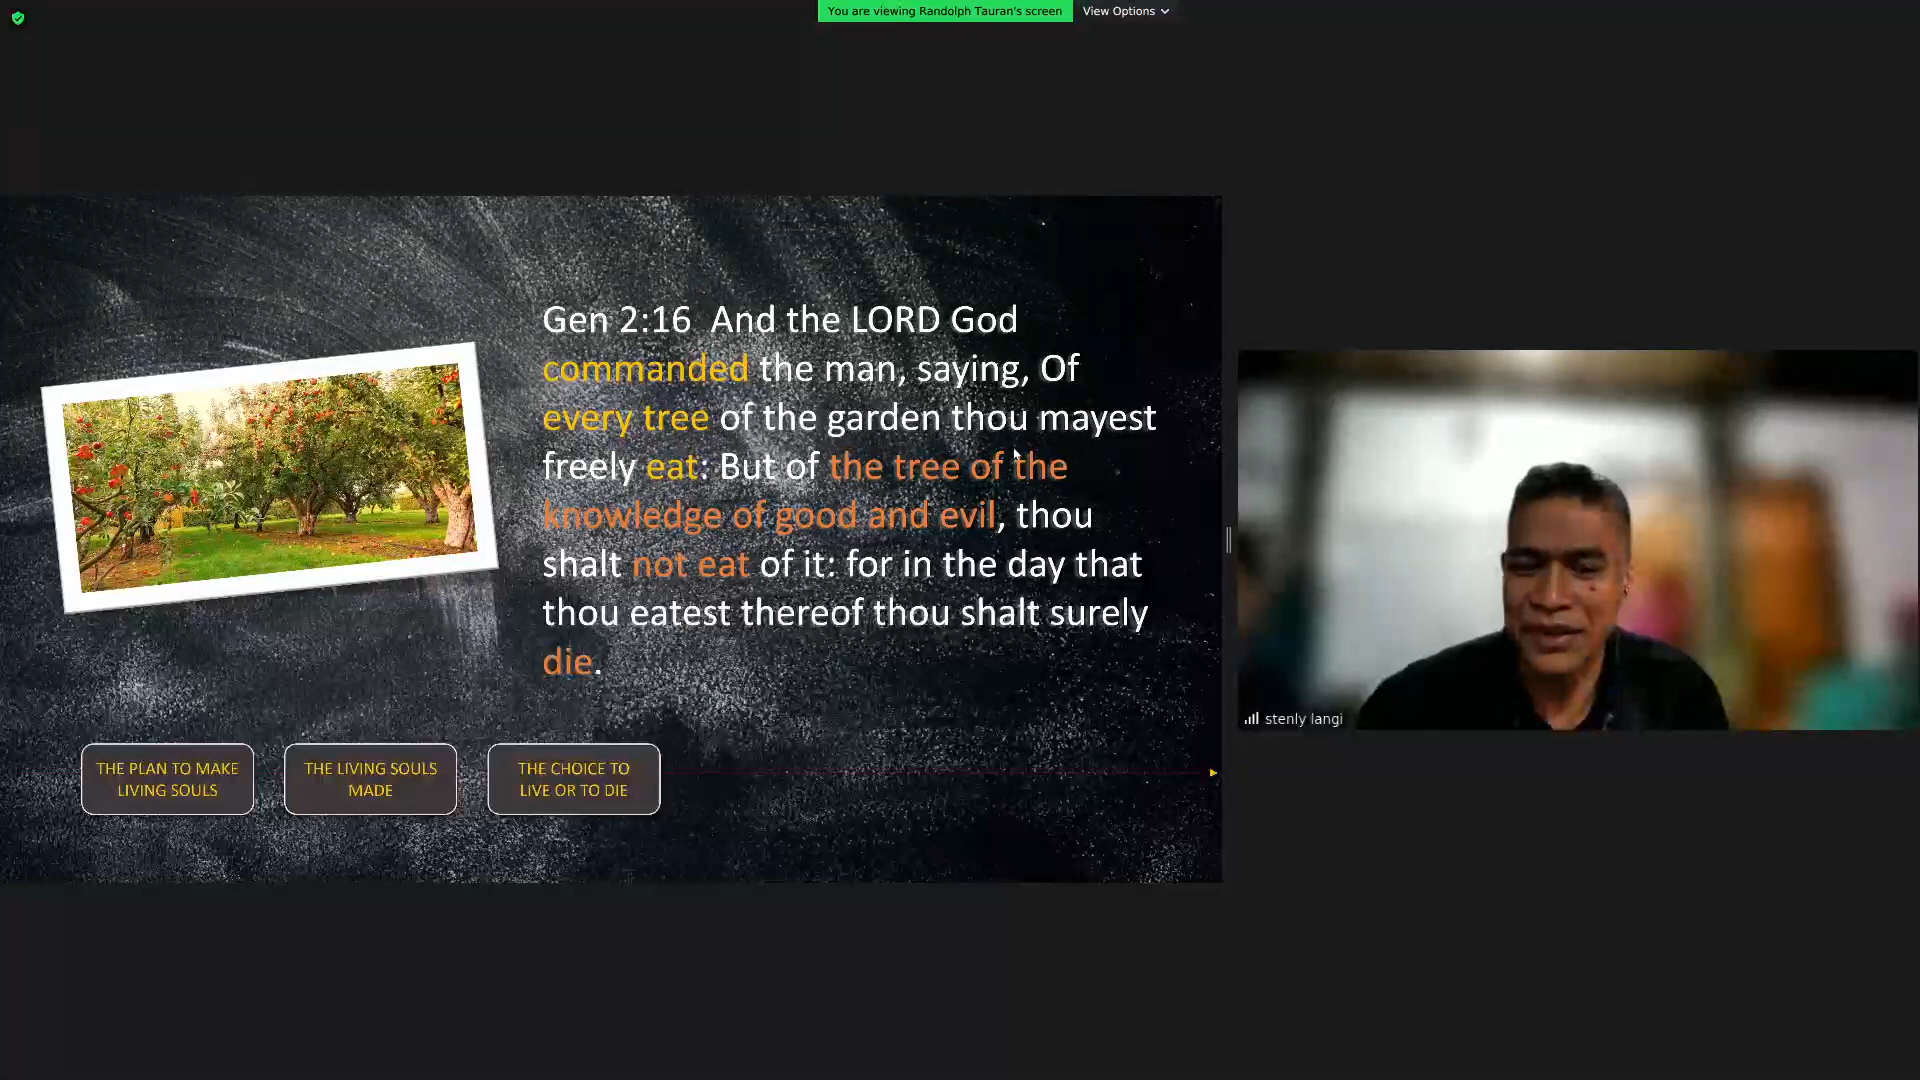 You are viewing Randolph Tauran's screen
View Options
Gen 2:16  And the LORD God
commanded the man, saying, Of
every tree of the garden thou mayest
freely eat: But of the tree of the
knowledge of good and evil, thou
shalt not eat of it: for in the day that
thou eatest thereof thou shalt surely
die.
stenly langi
THE PLAN TO MAKE
LIVING SOULS
THE LIVING SOULS
MADE
THE CHOICE TO
LIVE OR TO DIE